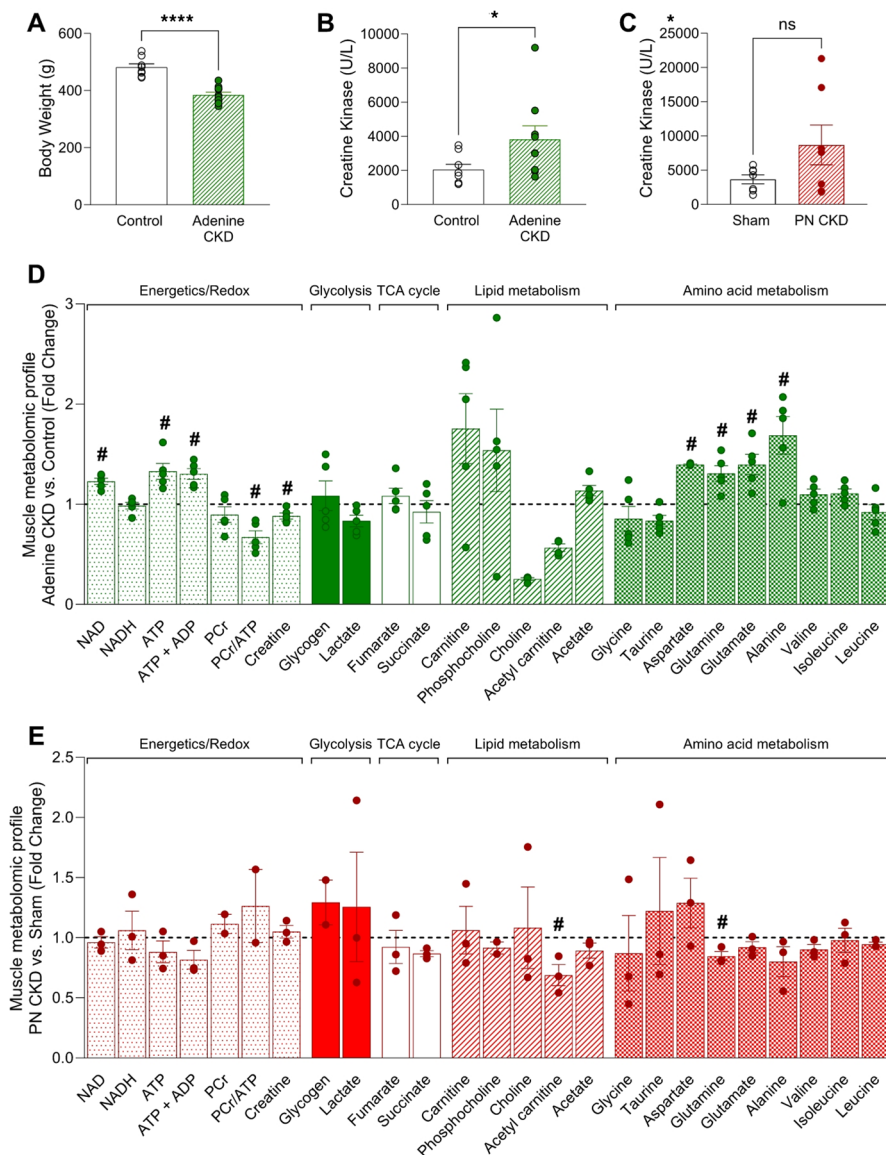 A
****
Body Weight (g)
600
400
200
0
Control
Adenine
CKD
B
*
Creatine Kinase (U/L)
10000
8000
6000
4000
2000
0
Control
Adenine
CKD
C
*
ns
Creatine Kinase (U/L)
25000
20000
15000
10000
5000
0
Sham
PN CKD
D
Energetics/Redox
Glycolysis
TCA cycle
Lipid metabolism
Amino acid metabolism
Muscle metabolomic profile
Adenine CKD vs. Control (Fold Change)
3
2
1
0
#
#
#
#
#
#
#
#
#
NAD
NADH
ATP
ATP + ADP
PCr
PCr/ATP
Creatine
Glycogen
Lactate
Fumarate
Succinate
Carnitine
Phosphocholine
Choline
Acetyl carnitine
Acetate
Glycine
Taurine
Aspartate
Glutamine
Glutamate
Alanine
Valine
Isoleucine
Leucine
E
Energetics/Redox
Glycolysis
TCA cycle
Lipid metabolism
Amino acid metabolism
Muscle metabolomic profile
PN CKD vs. Sham (Fold Change)
2.5
2.0
1.5
1.0
0.5
0.0
#
#
NAD
NADH
ATP
ATP + ADP
PCr
PCr/ATP
Creatine
Glycogen
Lactate
Fumarate
Succinate
Carnitine
Phosphocholine
Choline
Acetyl carnitine
Acetate
Glycine
Taurine
Aspartate
Glutamine
Glutamate
Alanine
Valine
Isoleucine
Leucine